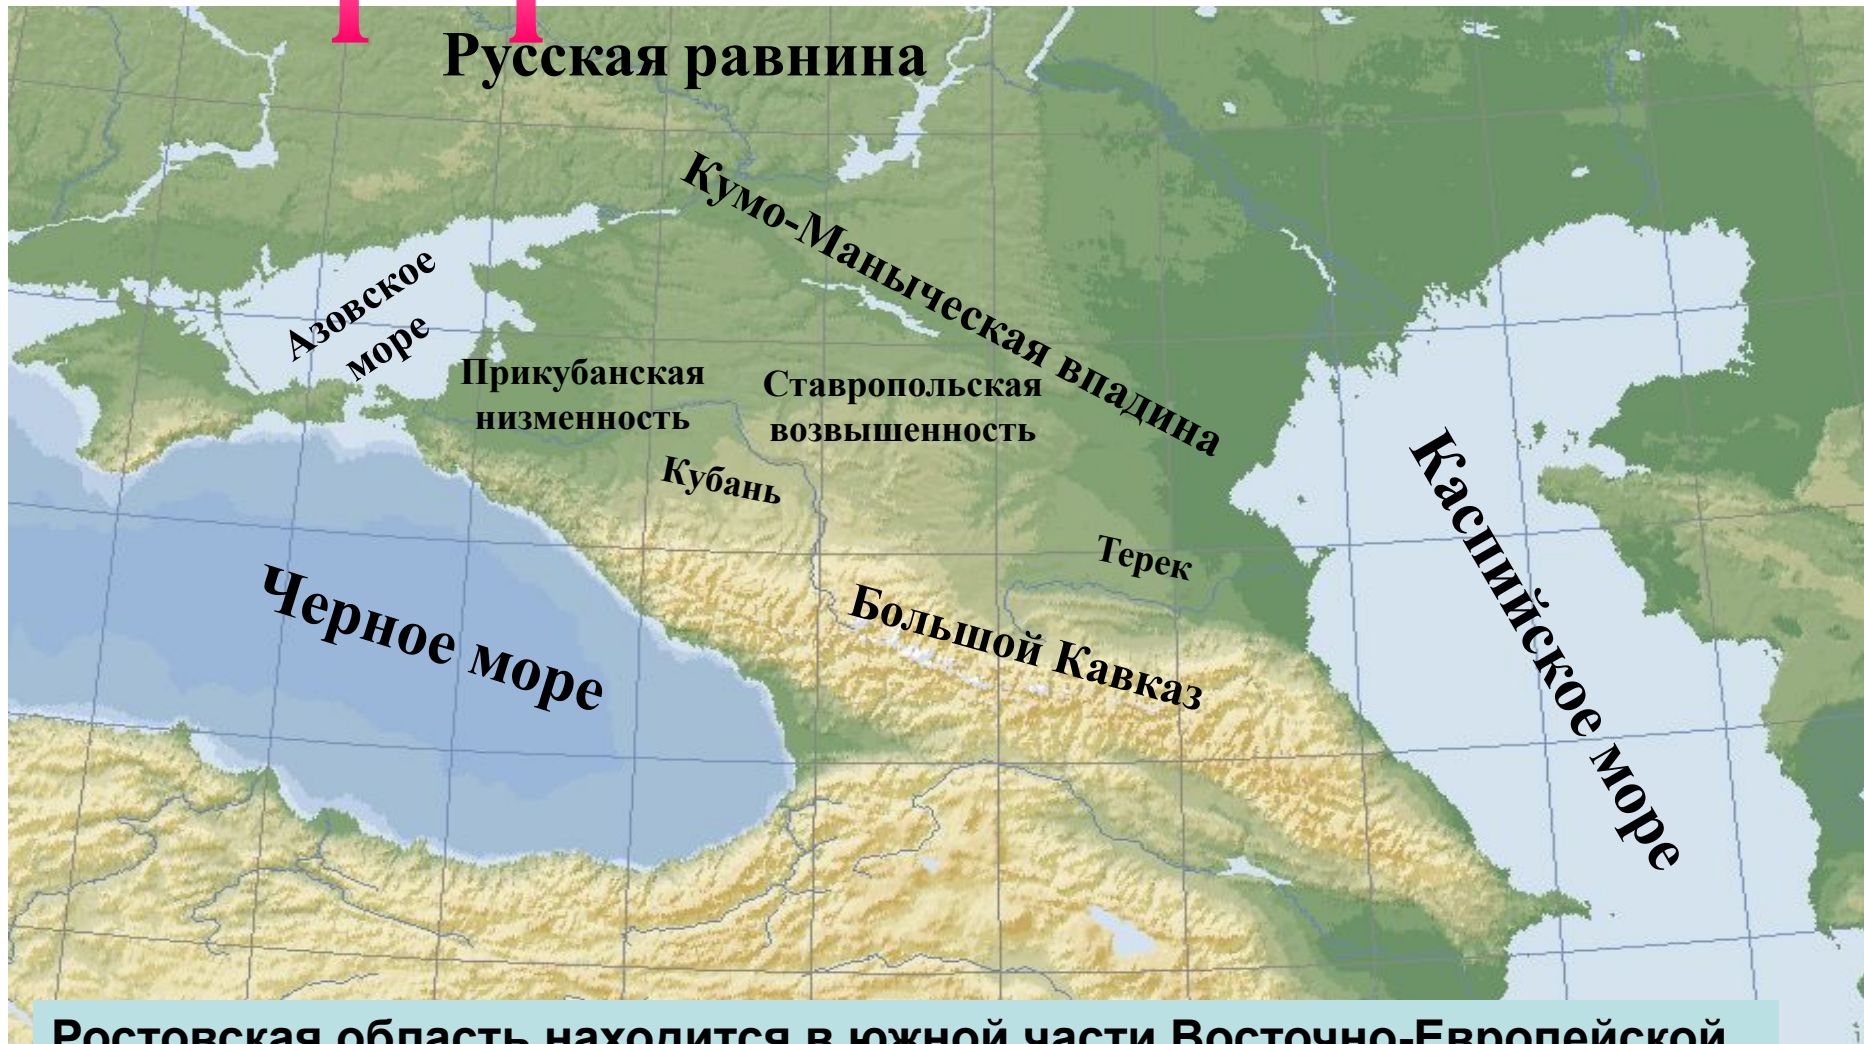 Русская равнина
Кумо-Маныческая впадина
Азовское
море
Прикубанская
низменность
Ставропольская
возвышенность
Кубань
Терек
Большой Кавказ
Черное море
Каспийское море
Ростовская область находится в южной части Восточно-Европейской